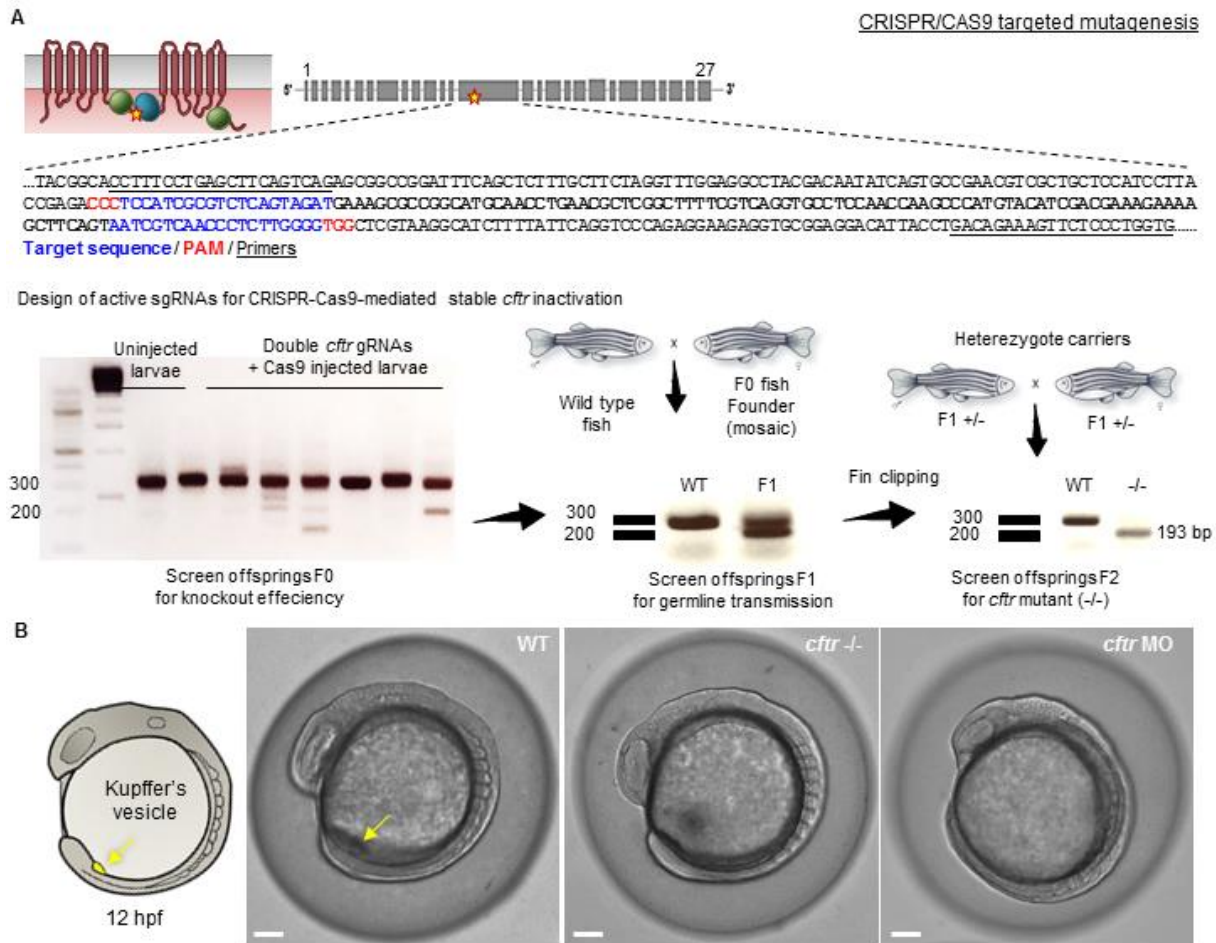 A
CRISPR/CAS9 targeted mutagenesis
1
27
5'
3'
....TACGGCACCTTTCCTGAGCTTCAGTCAGAGCGGCCGGATTTCAGCTCTTTGCTTCTAGGTTTGGAGGCCTACGACAATATCAGTGCCGAACGTCGCTGCTCCATCCTTA
CCGAGACCCTCCATCGCGTCTCAGTAGATGAAAGCGCCGGCATGCAACCTGAACGCTCGGCTTTTCGTCAGGTGCCTCCAACCAAGCCCATGTACATCGACGAAAGAAAA
GCTTCAGTAATCGTCAACCCTCTTGGGGTGGCTCGTAAGGCATCTTTTATTCAGGTCCCAGAGGAAGAGGTGCGGAGGACATTACCTGACAGAAAGTTCTCCCTGGTG......
Target sequence / PAM / Primers
Design of active sgRNAs for CRISPR-Cas9-mediated stable cftr inactivation
Uninjected
larvae
Double cftr gRNAs
+ Cas9 injected larvae
300
200
Screen offsprings F0
for knockout effeciency
x
Wild type
fish
F0 fish
Founder
(mosaic)
WT
F1
300
200
Screen offsprings F1
for germline transmission
Fin clipping
Heterezygote carriers
x
F1 +/-
F1 +/-
WT
-/-
300
200
193 bp
Screen offsprings F2
for cftr mutant (-/-)
B
Kupffer's
vesicle
12 hpf
WT
cftr -/-
cftr MO